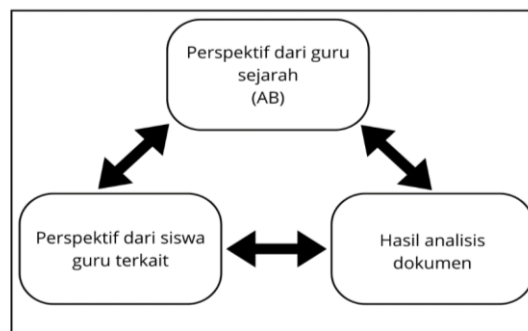 Perspektif dari guru
sejarah
(AB)
Perspektif dari siswa
guru terkait
Hasil analisis
dokumen